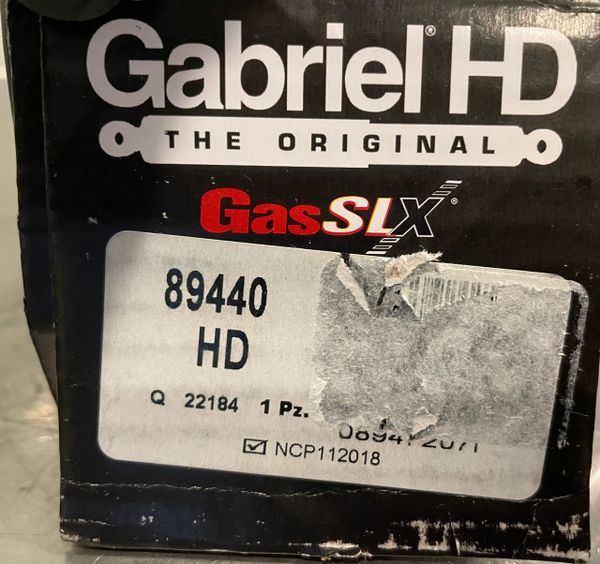 Gabriel® HD
THE ORIGINAL
GasSLX®
89440
HD
Q 22184 1 Pz.
NCP112018